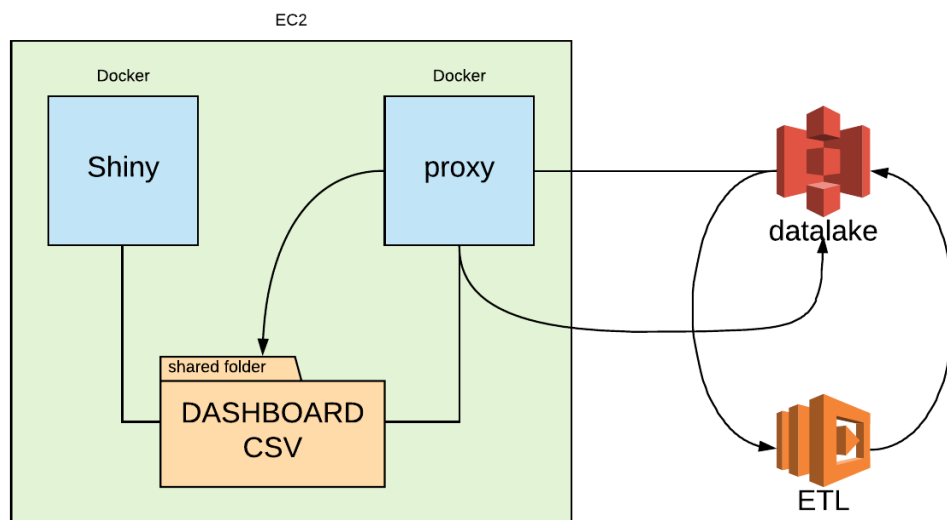 EC2
Docker
Docker
Shiny
proxy
datalake
shared folder
DASHBOARD
CSV
ETL